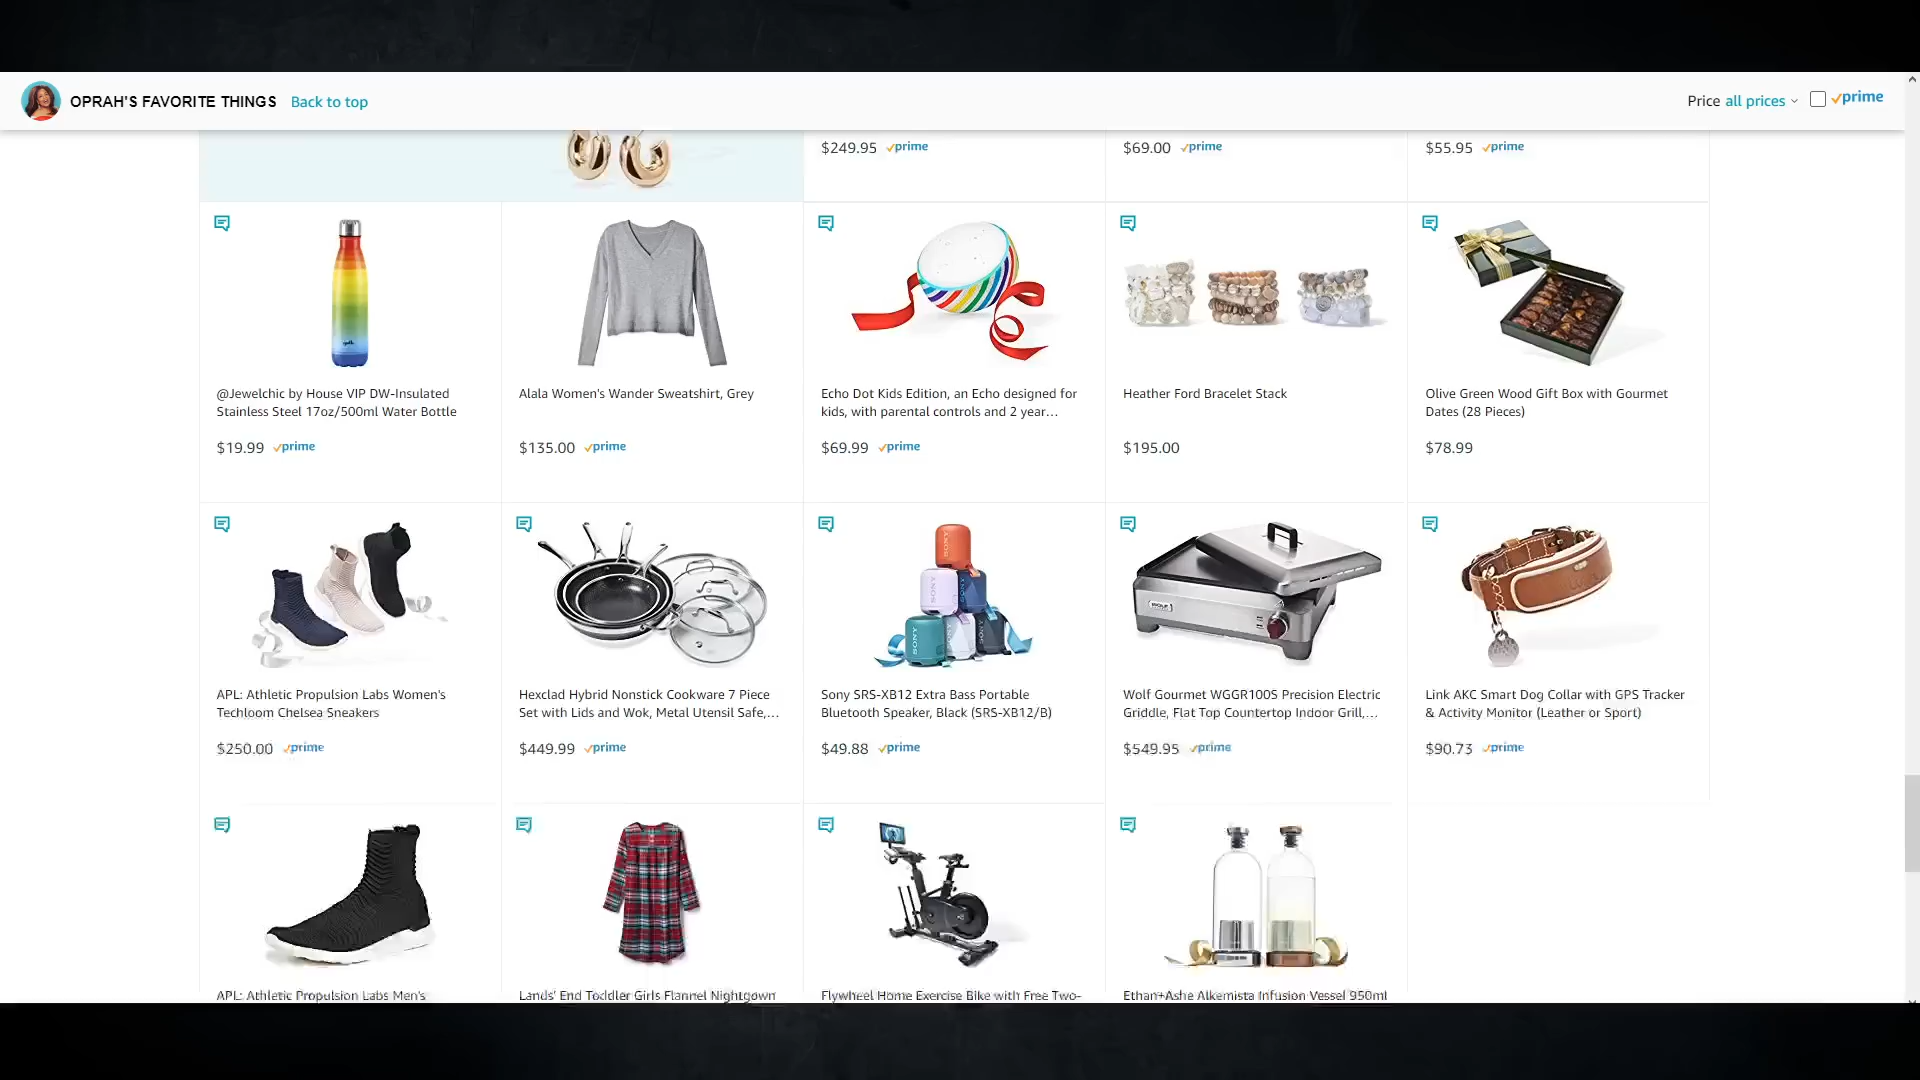 OPRAH'S FAVORITE THINGS Back to top
Price all prices prime
$249.95 prime
$69.00 prime
$55.95 prime
@Jewelchic by House VIP DW-Insulated
Stainless Steel 17oz/500ml Water Bottle
$19.99 prime
Alala Women's Wander Sweatshirt, Grey
$135.00 prime
Echo Dot Kids Edition, an Echo designed for
kids, with parental controls and 2 year...
$69.99 prime
Heather Ford Bracelet Stack
$195.00
Olive Green Wood Gift Box with Gourmet
Dates (28 Pieces)
$78.99
SONY
SONY
SONY
SONY
SONY
WOLF
APL: Athletic Propulsion Labs Women's
Techloom Chelsea Sneakers
$250.00 prime
Hexclad Hybrid Nonstick Cookware 7 Piece
Set with Lids and Wok, Metal Utensil Safe,...
$449.99 prime
Sony SRS-XB12 Extra Bass Portable
Bluetooth Speaker, Black (SRS-XB12/B)
$49.88 prime
Wolf Gourmet WGGR100S Precision Electric
Griddle, Flat Top Countertop Indoor Grill,...
$549.95 prime
Link AKC Smart Dog Collar with GPS Tracker
& Activity Monitor (Leather or Sport)
$90.73 prime
APL: Athletic Propulsion Labs Men's
Lands' End Toddler Girls Flannel Nightgown
Flywheel Home Exercise Bike with Free Two-
Ethan+Ashe Alkemista Infusion Vessel 950ml